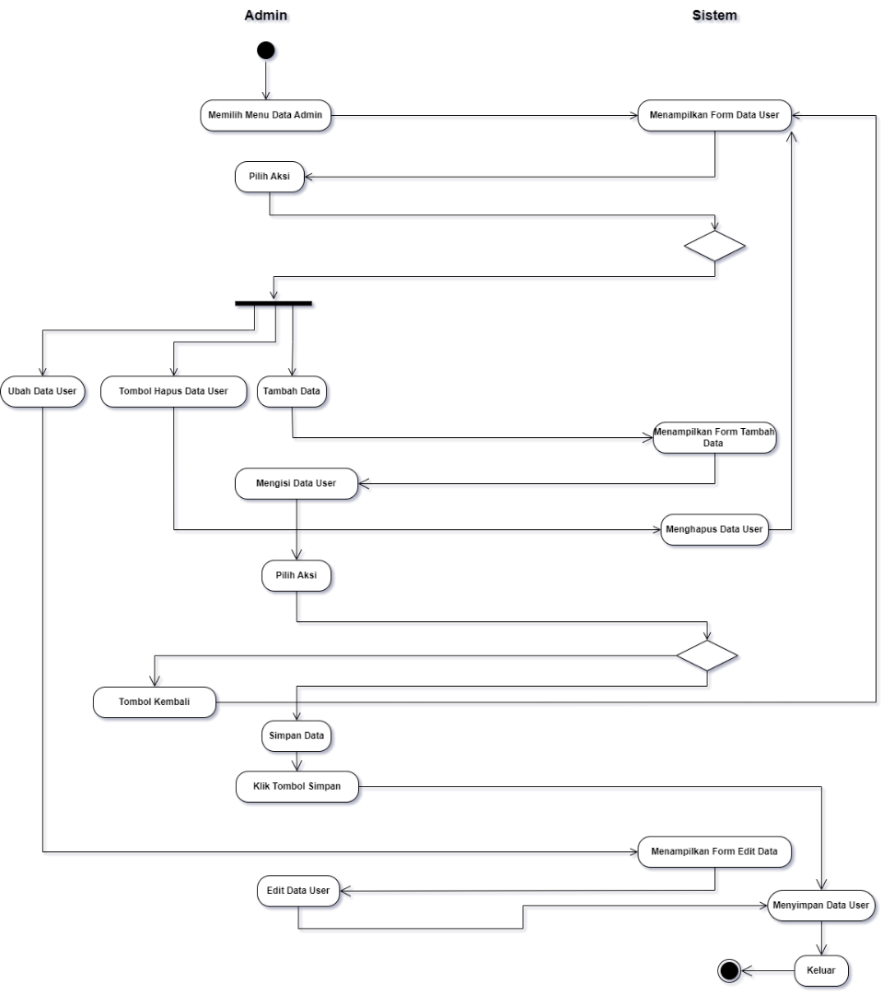 Admin
Sistem
Memilih Menu Data Admin
Menampilkan Form Data User
Pilih Aksi
Ubah Data User
Tombol Hapus Data User
Tambah Data
Menampilkan Form Tambah
Data
Mengisi Data User
Menghapus Data User
Pilih Aksi
Tombol Kembali
Simpan Data
Klik Tombol Simpan
Menampilkan Form Edit Data
Edit Data User
Menyimpan Data User
Keluar